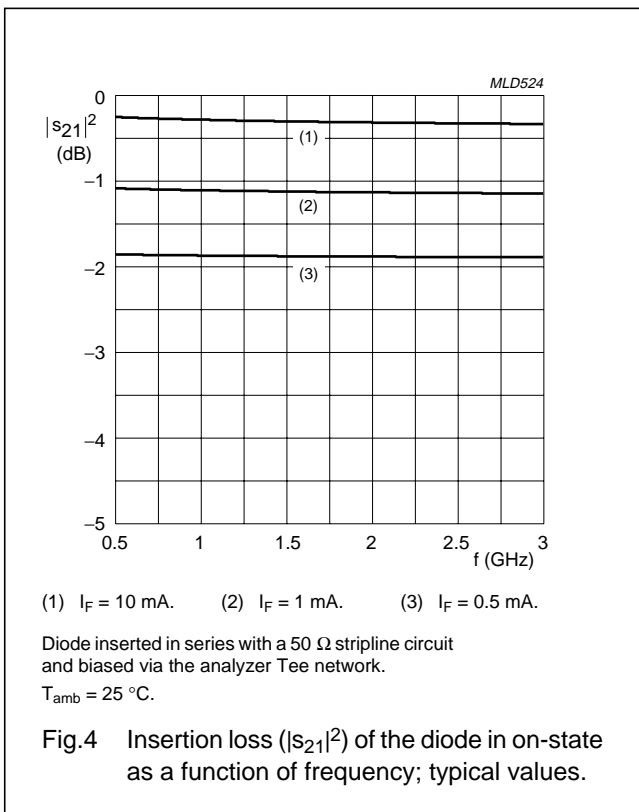 MLD524
0
|s21|²
(dB)
(1)
−1
(2)
−2
(3)
−3
−4
−5
0.5 1 1.5 2 2.5 3
f (GHz)
(1) IF = 10 mA. (2) IF = 1 mA. (3) IF = 0.5 mA.
Diode inserted in series with a 50 Ω stripline circuit
and biased via the analyzer Tee network.
Tamb = 25 °C.
Fig.4 Insertion loss (|s21|²) of the diode in on-state
as a function of frequency; typical values.